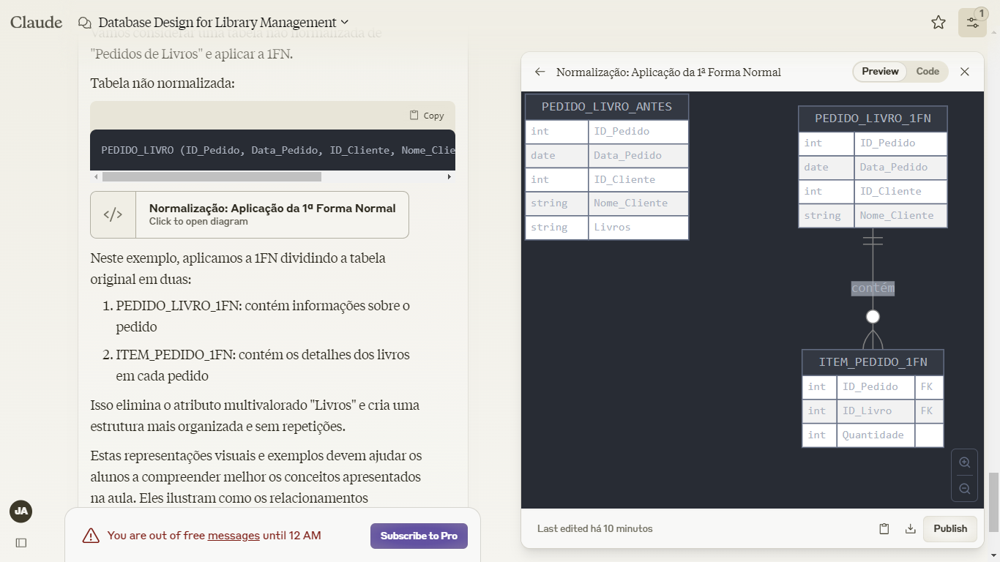 Claude
Database Design for Library Management
1
Vamos considerar uma tabela não normalizada de
"Pedidos de Livros" e aplicar a 1FN.
Tabela não normalizada:
Copy
PEDIDO_LIVRO (ID_Pedido, Data_Pedido, ID_Cliente, Nome_Clie
</>
Normalização: Aplicação da 1ª Forma Normal
Click to open diagram
Neste exemplo, aplicamos a 1FN dividindo a tabela
original em duas:
1. PEDIDO_LIVRO_1FN: contém informações sobre o
pedido
2. ITEM_PEDIDO_1FN: contém os detalhes dos livros
em cada pedido
Isso elimina o atributo multivalorado "Livros" e cria uma
estrutura mais organizada e sem repetições.
Estas representações visuais e exemplos devem ajudar os
alunos a compreender melhor os conceitos apresentados
na aula. Eles ilustram como os relacionamentos
JA
You are out of free messages until 12 AM
Subscribe to Pro
Normalização: Aplicação da 1ª Forma Normal
Preview
Code
PEDIDO_LIVRO_ANTES
int ID_Pedido
date Data_Pedido
int ID_Cliente
string Nome_Cliente
string Livros
PEDIDO_LIVRO_1FN
int ID_Pedido
date Data_Pedido
int ID_Cliente
string Nome_Cliente
contém
ITEM_PEDIDO_1FN
int ID_Pedido FK
int ID_Livro FK
int Quantidade
Last edited há 10 minutos
Publish